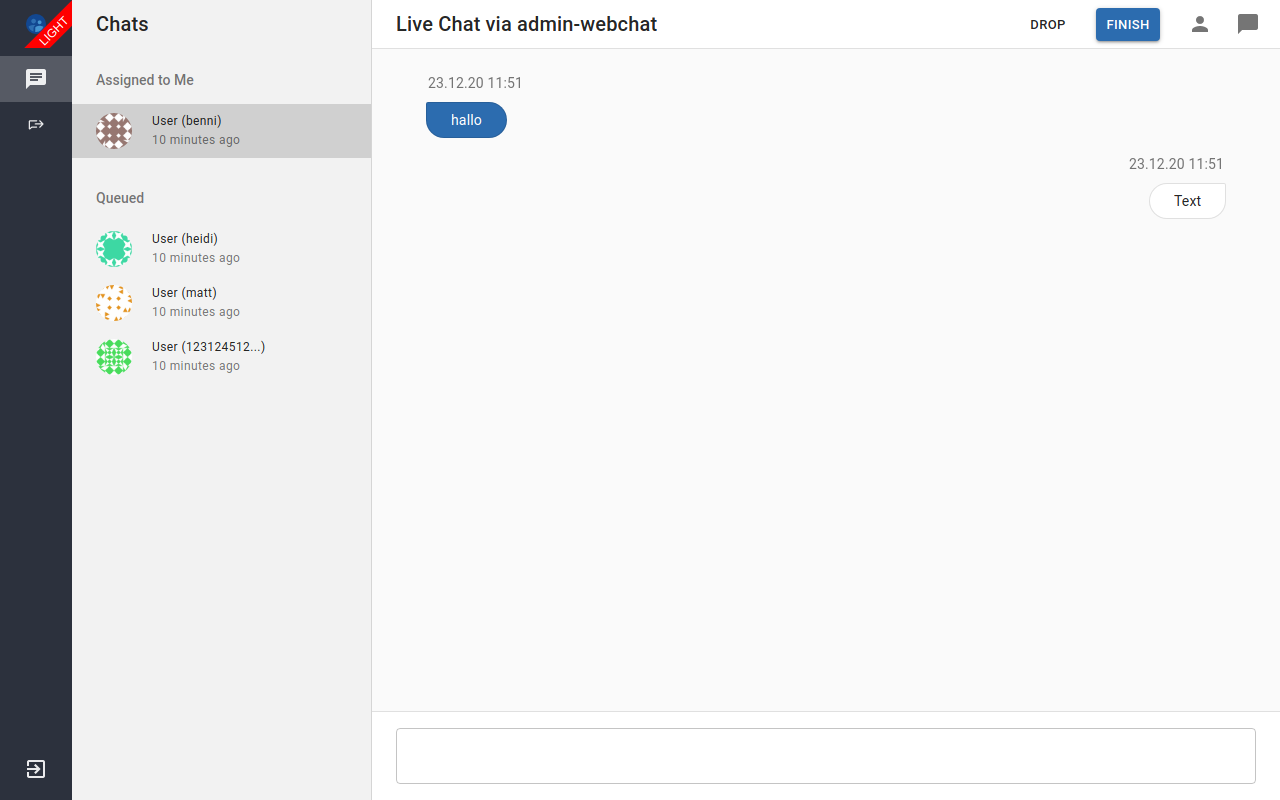 LIGHT
Chats
Assigned to Me
User (benni)
10 minutes ago
Queued
User (heidi)
10 minutes ago
User (matt)
10 minutes ago
User (123124512...)
10 minutes ago
Live Chat via admin-webchat
DROP
FINISH
23.12.20 11:51
hallo
23.12.20 11:51
Text